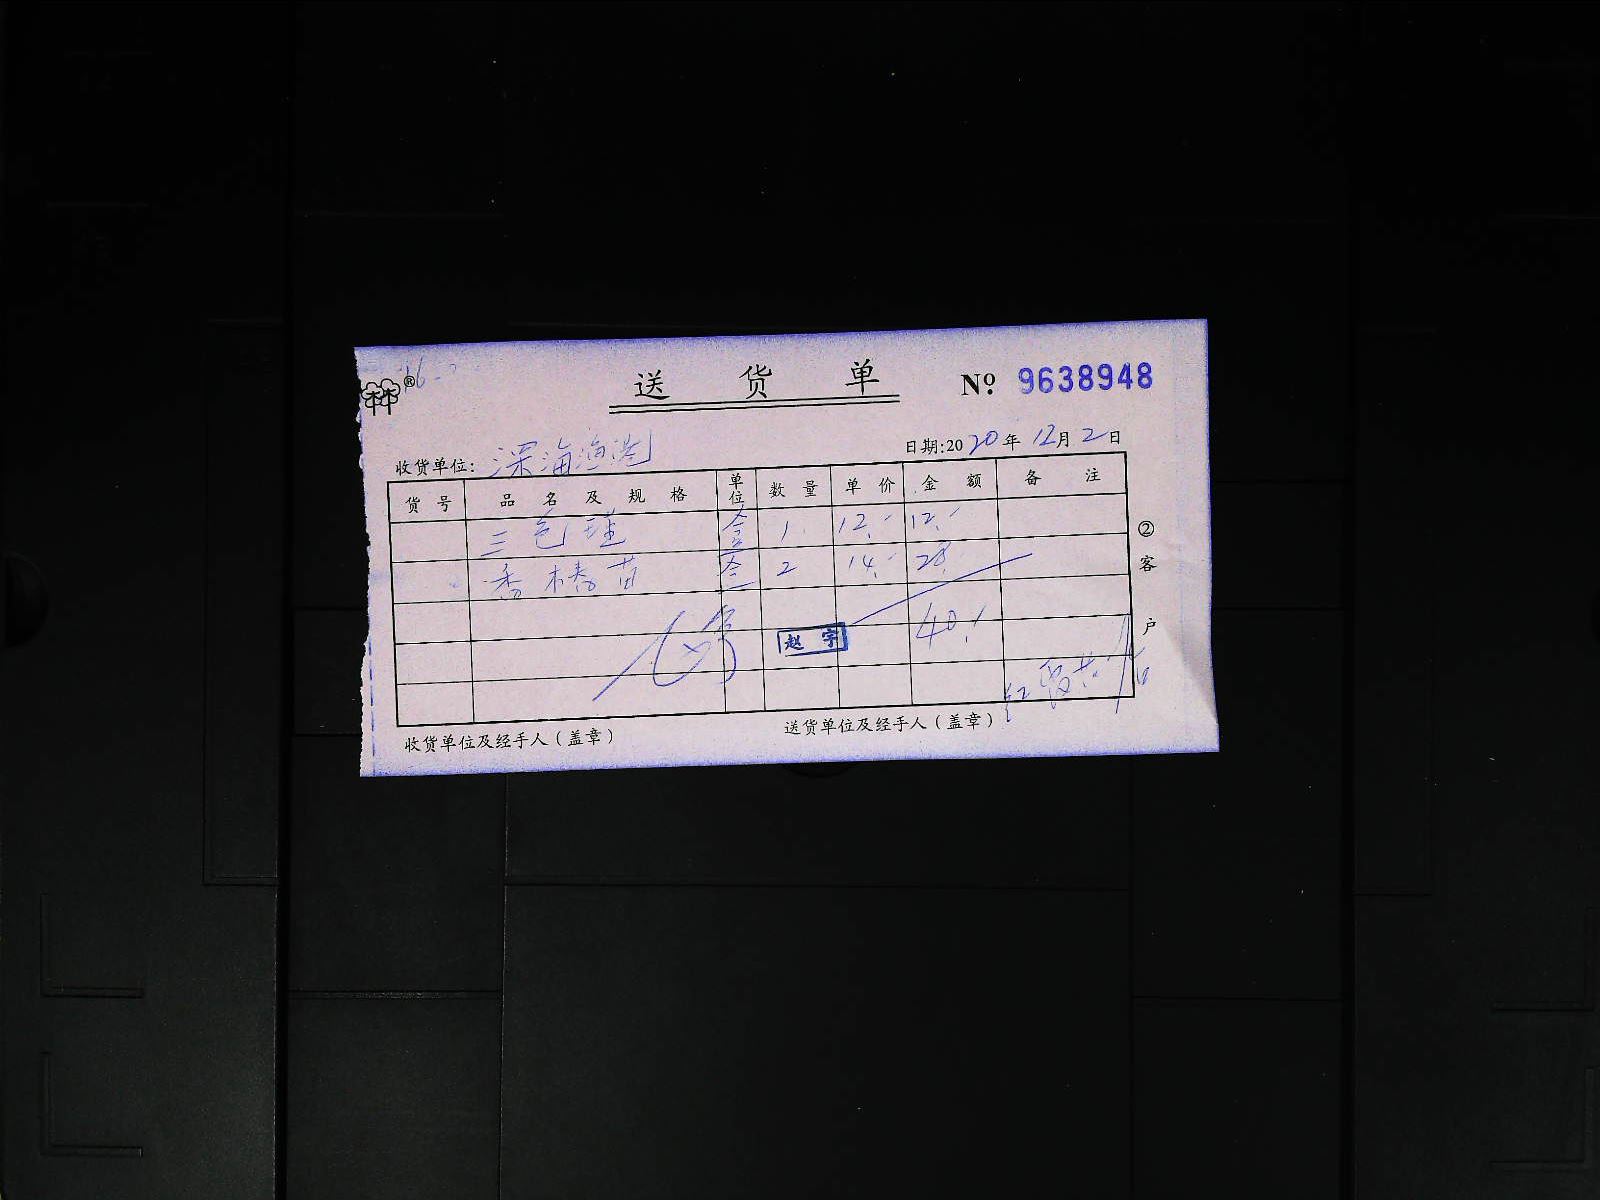 送货单 Nº 9638948
收货单位: 深海渔港 日期:2020年12月2日
货号 品名及规格 单位 数量 单价 金额 备注
三色堇 盒 1 12.- 12.-
香椿苗 盒 2 14.- 28.
40.-
赵宇
收货单位及经手人（盖章） 送货单位及经手人（盖章）
②客户